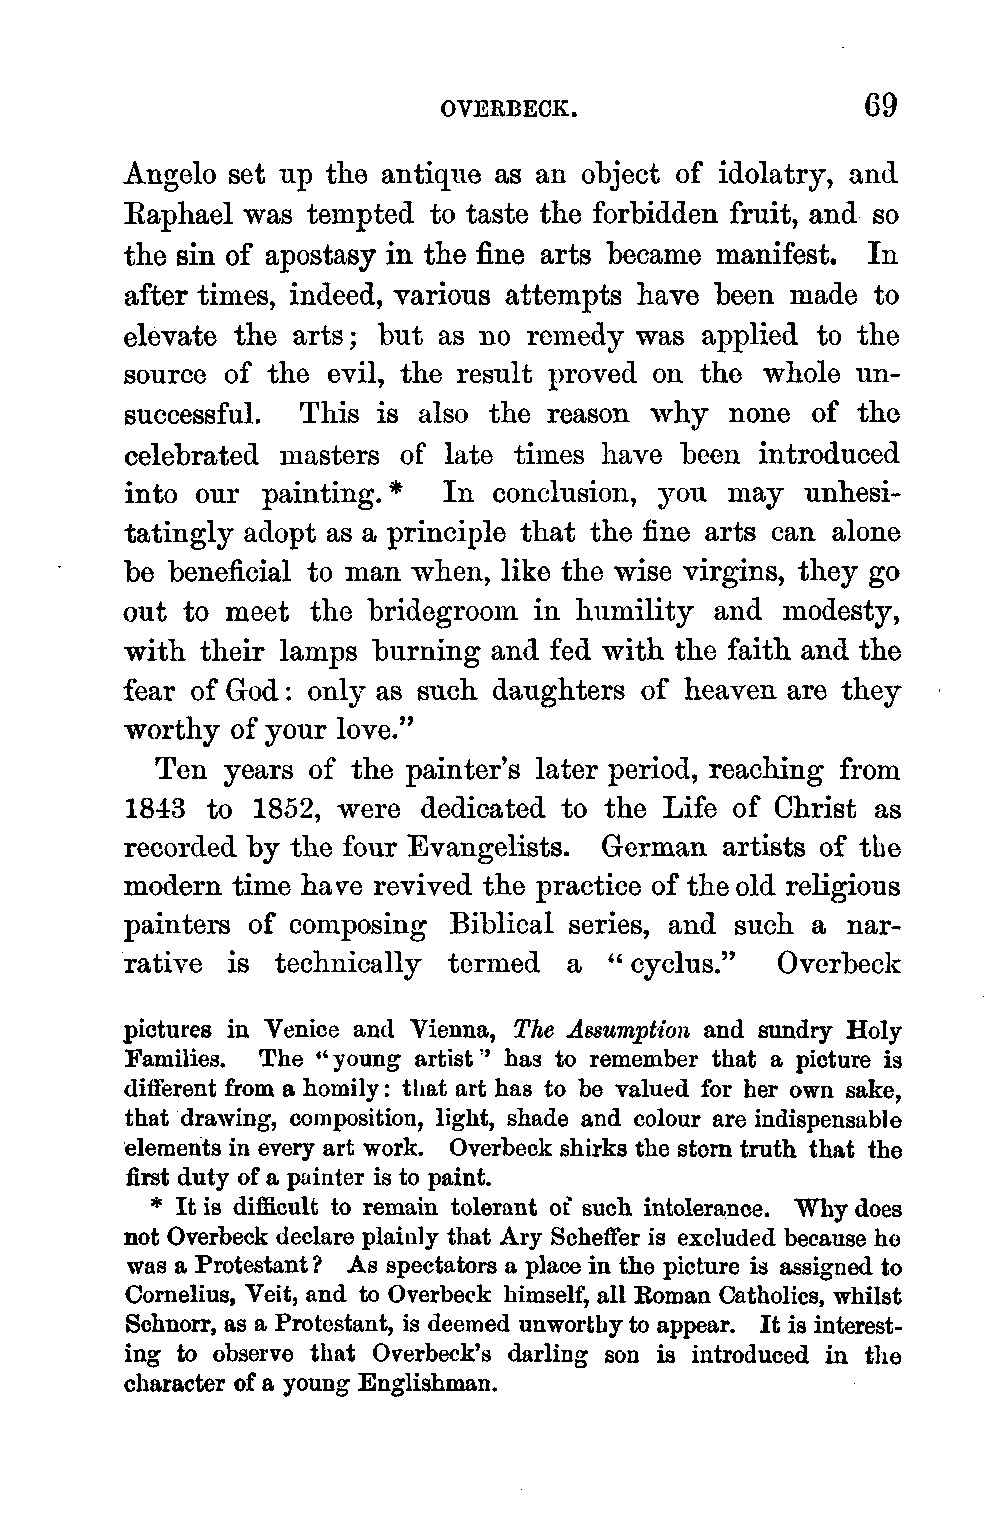 OVERBECK. 69
Angelo set up the antique as an object of idolatry, and
Raphael was tempted to taste the forbidden fruit, and so
the sin of apostasy in the fine arts became manifest. In
after times, indeed, various attempts have been made to
elevate the arts; but as no remedy was applied to the
source of the evil, the result proved on the whole un-
successful. This is also the reason why none of the
celebrated masters of late times have been introduced
into our painting.* In conclusion, you may unhesi-
tatingly adopt as a principle that the fine arts can alone
be beneficial to man when, like the wise virgins, they go
out to meet the bridegroom in humility and modesty,
with their lamps burning and fed with the faith and the
fear of God: only as such daughters of heaven are they
worthy of your love.”
Ten years of the painter’s later period, reaching from
1843 to 1852, were dedicated to the Life of Christ as
recorded by the four Evangelists. German artists of the
modern time have revived the practice of the old religious
painters of composing Biblical series, and such a nar-
rative is technically termed a “cyclus.” Overbeck
pictures in Venice and Vienna, The Assumption and sundry Holy
Families. The “young artist” has to remember that a picture is
different from a homily: that art has to be valued for her own sake,
that drawing, composition, light, shade and colour are indispensable
elements in every art work. Overbeck shirks the stern truth that the
first duty of a painter is to paint.
* It is difficult to remain tolerant of such intolerance. Why does
not Overbeck declare plainly that Ary Scheffer is excluded because he
was a Protestant? As spectators a place in the picture is assigned to
Cornelius, Veit, and to Overbeck himself, all Roman Catholics, whilst
Schnorr, as a Protestant, is deemed unworthy to appear. It is interest-
ing to observe that Overbeck’s darling son is introduced in the
character of a young Englishman.